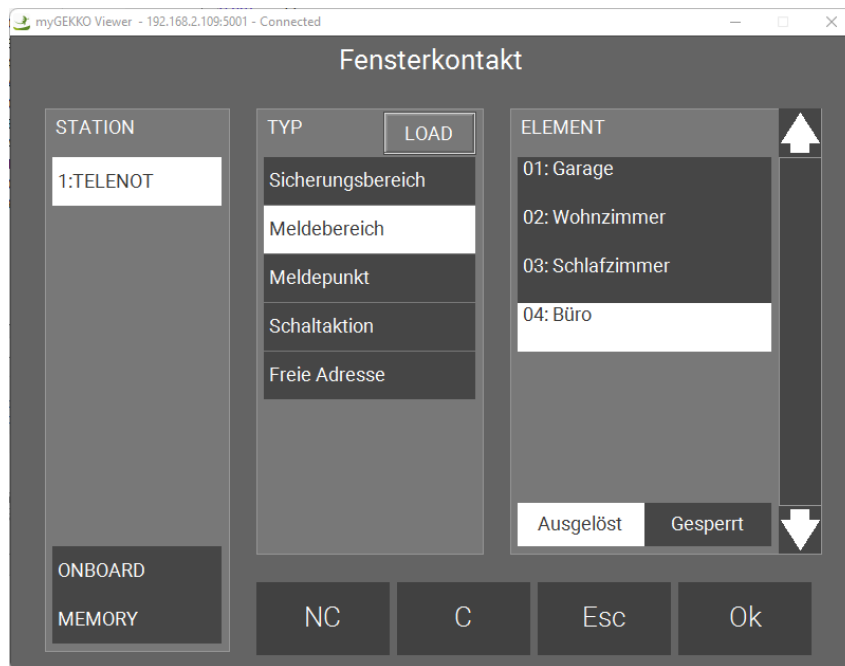 myGEKKO Viewer - 192.168.2.109:5001 - Connected
Fensterkontakt
STATION
1:TELENOT
ONBOARD
MEMORY
TYP
LOAD
Sicherungsbereich
Meldebereich
Meldepunkt
Schaltaktion
Freie Adresse
ELEMENT
01: Garage
02: Wohnzimmer
03: Schlafzimmer
04: Büro
Ausgelöst Gesperrt
NC C Esc Ok